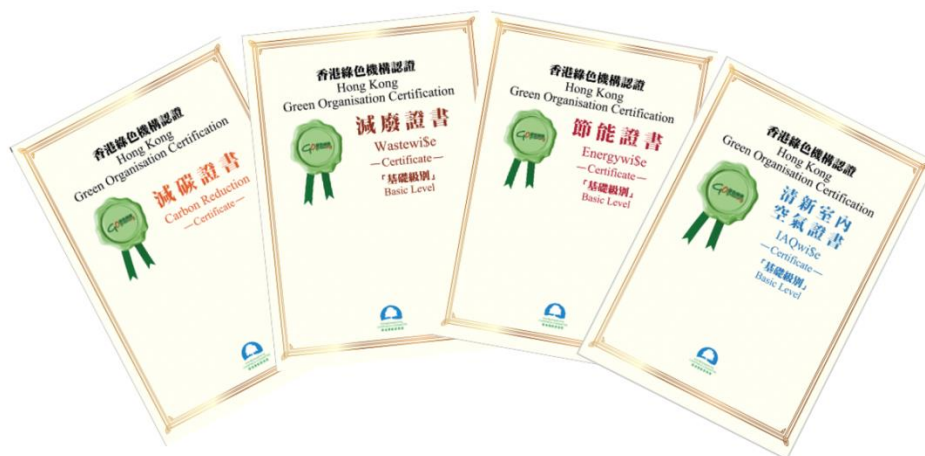 香港綠色機構認證
Hong Kong
Green Organisation Certification
減碳證書
Carbon Reduction
—Certificate—
香港綠色機構認證
Hong Kong
Green Organisation Certification
減廢證書
Wastewi$e
—Certificate—
「基礎級別」
Basic Level
香港綠色機構認證
Hong Kong
Green Organisation Certification
節能證書
Energywi$e
—Certificate—
「基礎級別」
Basic Level
香港綠色機構認證
Hong Kong
Green Organisation Certification
清新室內
空氣證書
IAQwi$e
—Certificate—
「基礎級別」
Basic Level